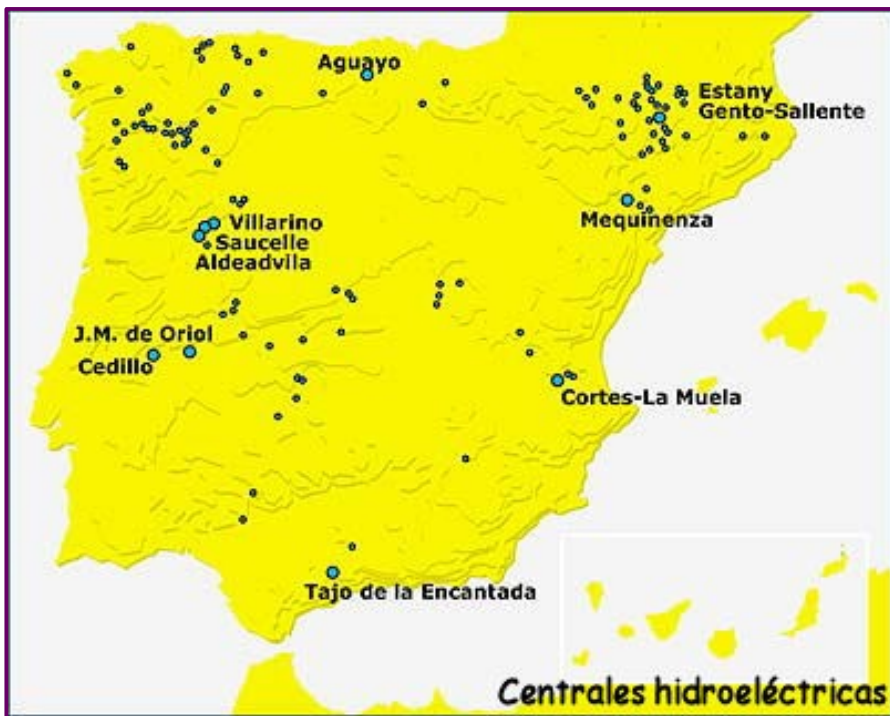 Aguayo
Estany
Gento-Sallente
Mequinenza
Villarino
Saucelle
Aldeadvila
J.M. de Oriol
Cedillo
Cortes-La Muela
Tajo de la Encantada
Centrales hidroeléctricas